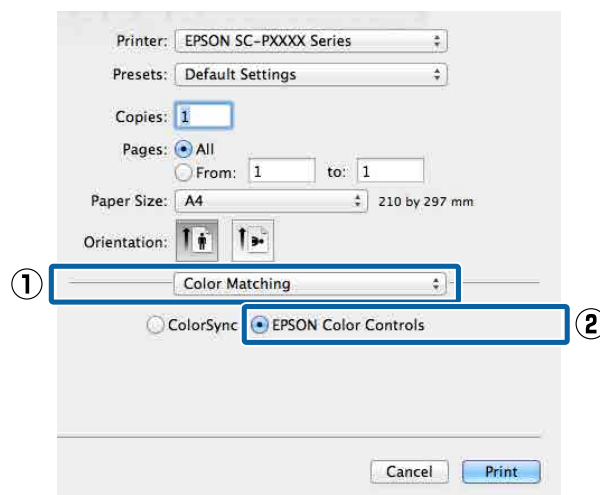 Printer: EPSON SC-PXXXX Series
Presets: Default Settings
Copies: 1
Pages: All
From: 1 to: 1
Paper Size: A4 210 by 297 mm
Orientation:
① Color Matching
ColorSync EPSON Color Controls ②
Cancel Print